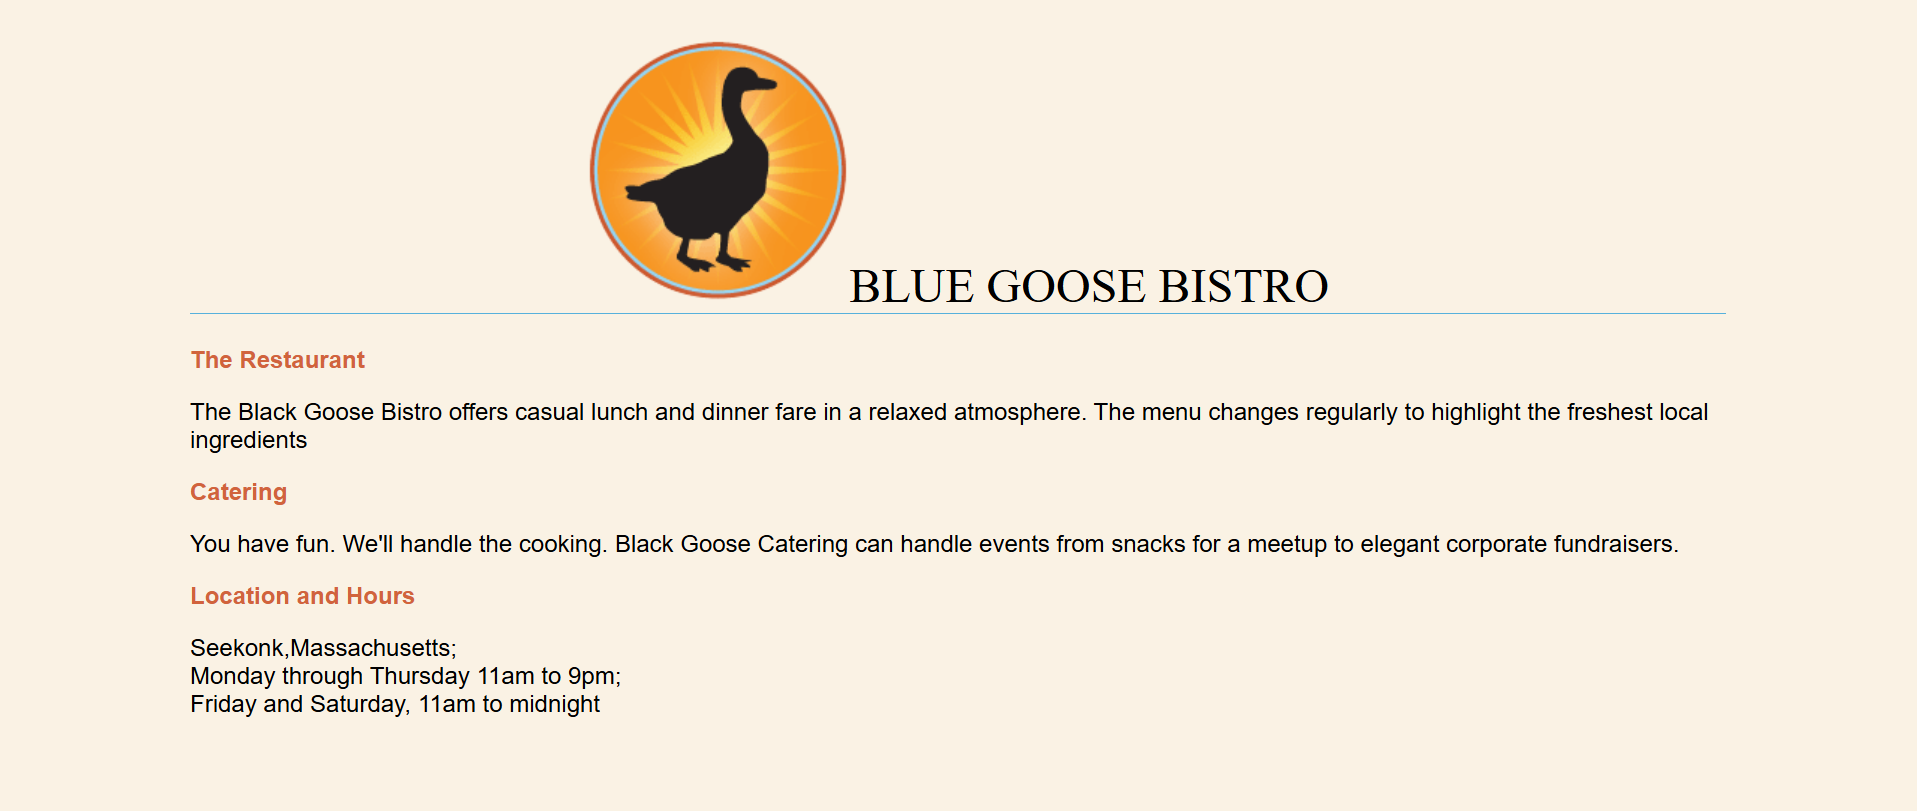 BLUE GOOSE BISTRO
The Restaurant
The Black Goose Bistro offers casual lunch and dinner fare in a relaxed atmosphere. The menu changes regularly to highlight the freshest local
ingredients
Catering
You have fun. We'll handle the cooking. Black Goose Catering can handle events from snacks for a meetup to elegant corporate fundraisers.
Location and Hours
Seekonk,Massachusetts;
Monday through Thursday 11am to 9pm;
Friday and Saturday, 11am to midnight